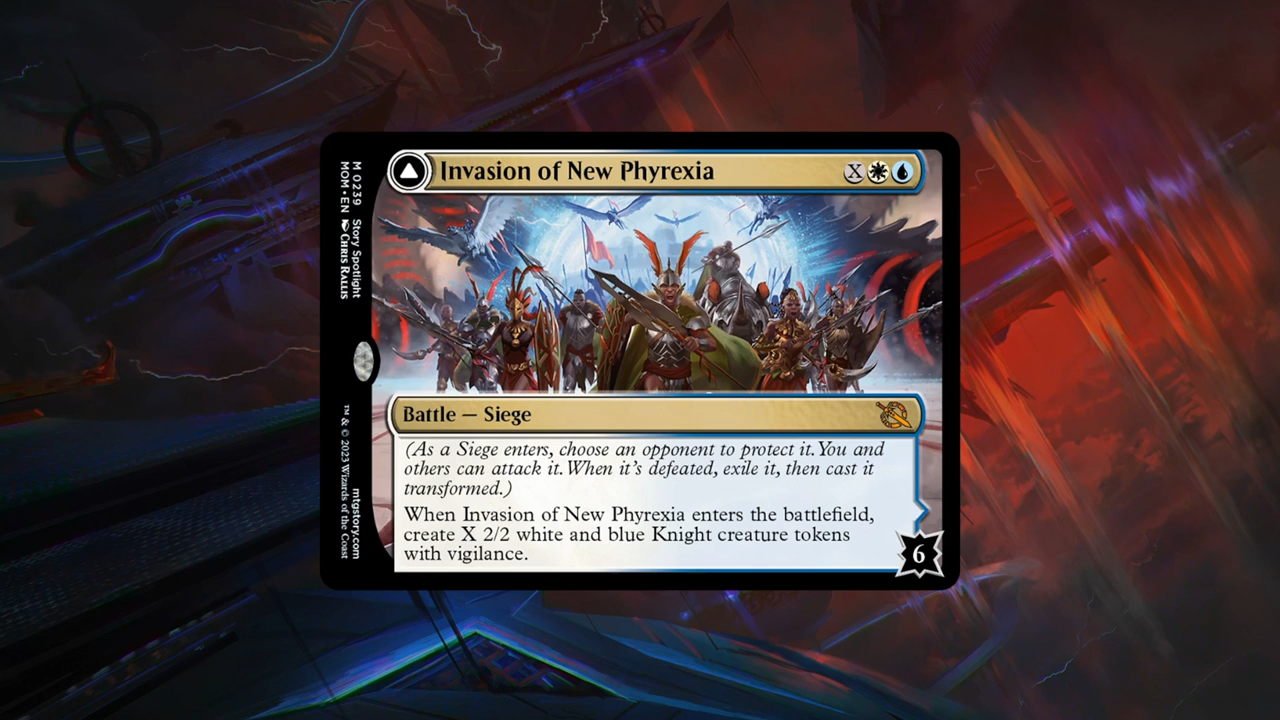 Invasion of New Phyrexia
X
Battle — Siege
(As a Siege enters, choose an opponent to protect it. You and
others can attack it. When it's defeated, exile it, then cast it
transformed.)
When Invasion of New Phyrexia enters the battlefield,
create X 2/2 white and blue Knight creature tokens
with vigilance.
6
M 0239 Story Spotlight
MOM • EN Chris Rallis
mtgstory.com
™ & © 2023 Wizards of the Coast